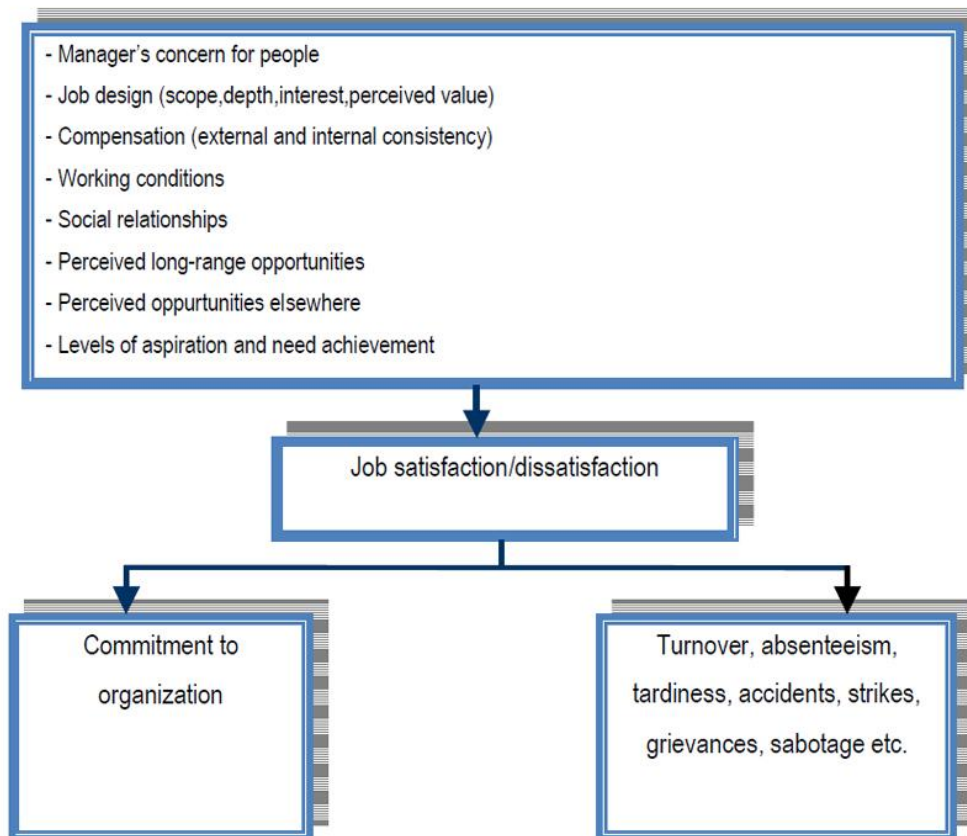 - Manager's concern for people
- Job design (scope,depth,interest,perceived value)
- Compensation (external and internal consistency)
- Working conditions
- Social relationships
- Perceived long-range opportunities
- Perceived oppurtunities elsewhere
- Levels of aspiration and need achievement
Job satisfaction/dissatisfaction
Commitment to
organization
Turnover, absenteeism,
tardiness, accidents, strikes,
grievances, sabotage etc.